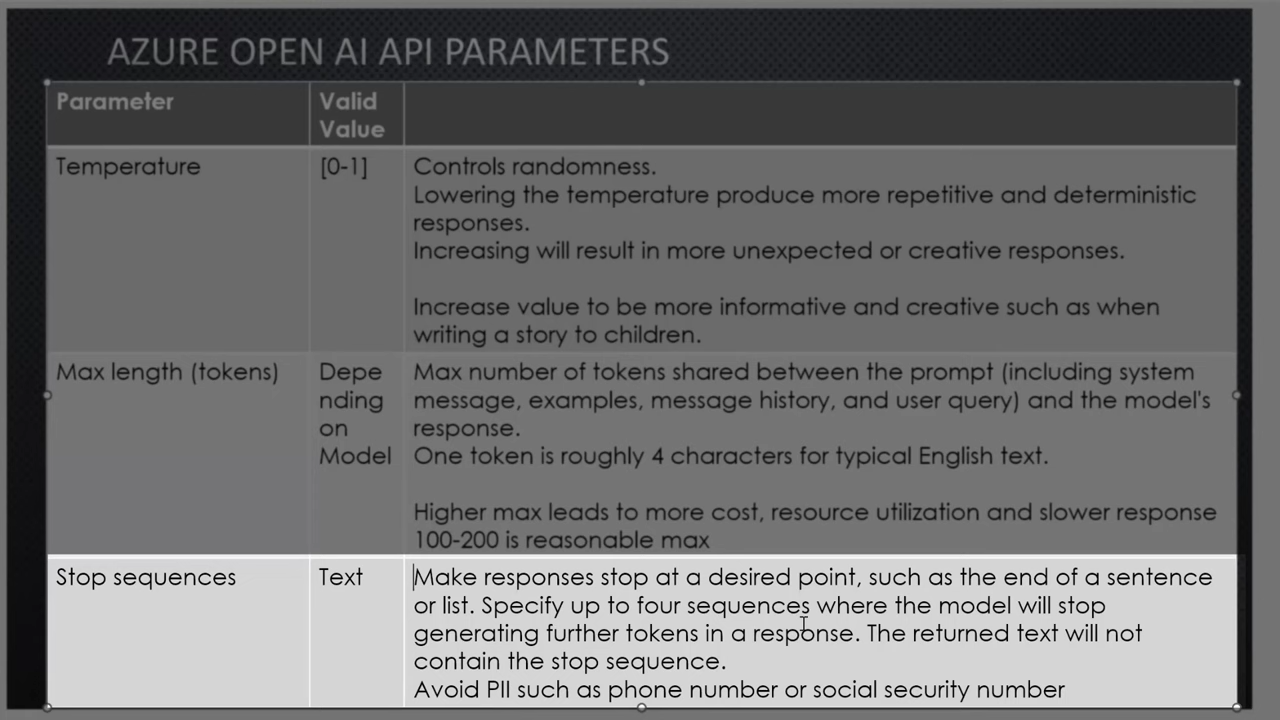 AZURE OPEN AI API PARAMETERS
Parameter
Valid
Value
Temperature
[0-1]
Controls randomness.
Lowering the temperature produce more repetitive and deterministic
responses.
Increasing will result in more unexpected or creative responses.
Increase value to be more informative and creative such as when
writing a story to children.
Max length (tokens)
Depe
nding
on
Model
Max number of tokens shared between the prompt (including system
message, examples, message history, and user query) and the model's
response.
One token is roughly 4 characters for typical English text.
Higher max leads to more cost, resource utilization and slower response
100-200 is reasonable max
Stop sequences
Text
Make responses stop at a desired point, such as the end of a sentence
or list. Specify up to four sequences where the model will stop
generating further tokens in a response. The returned text will not
contain the stop sequence.
Avoid PII such as phone number or social security number